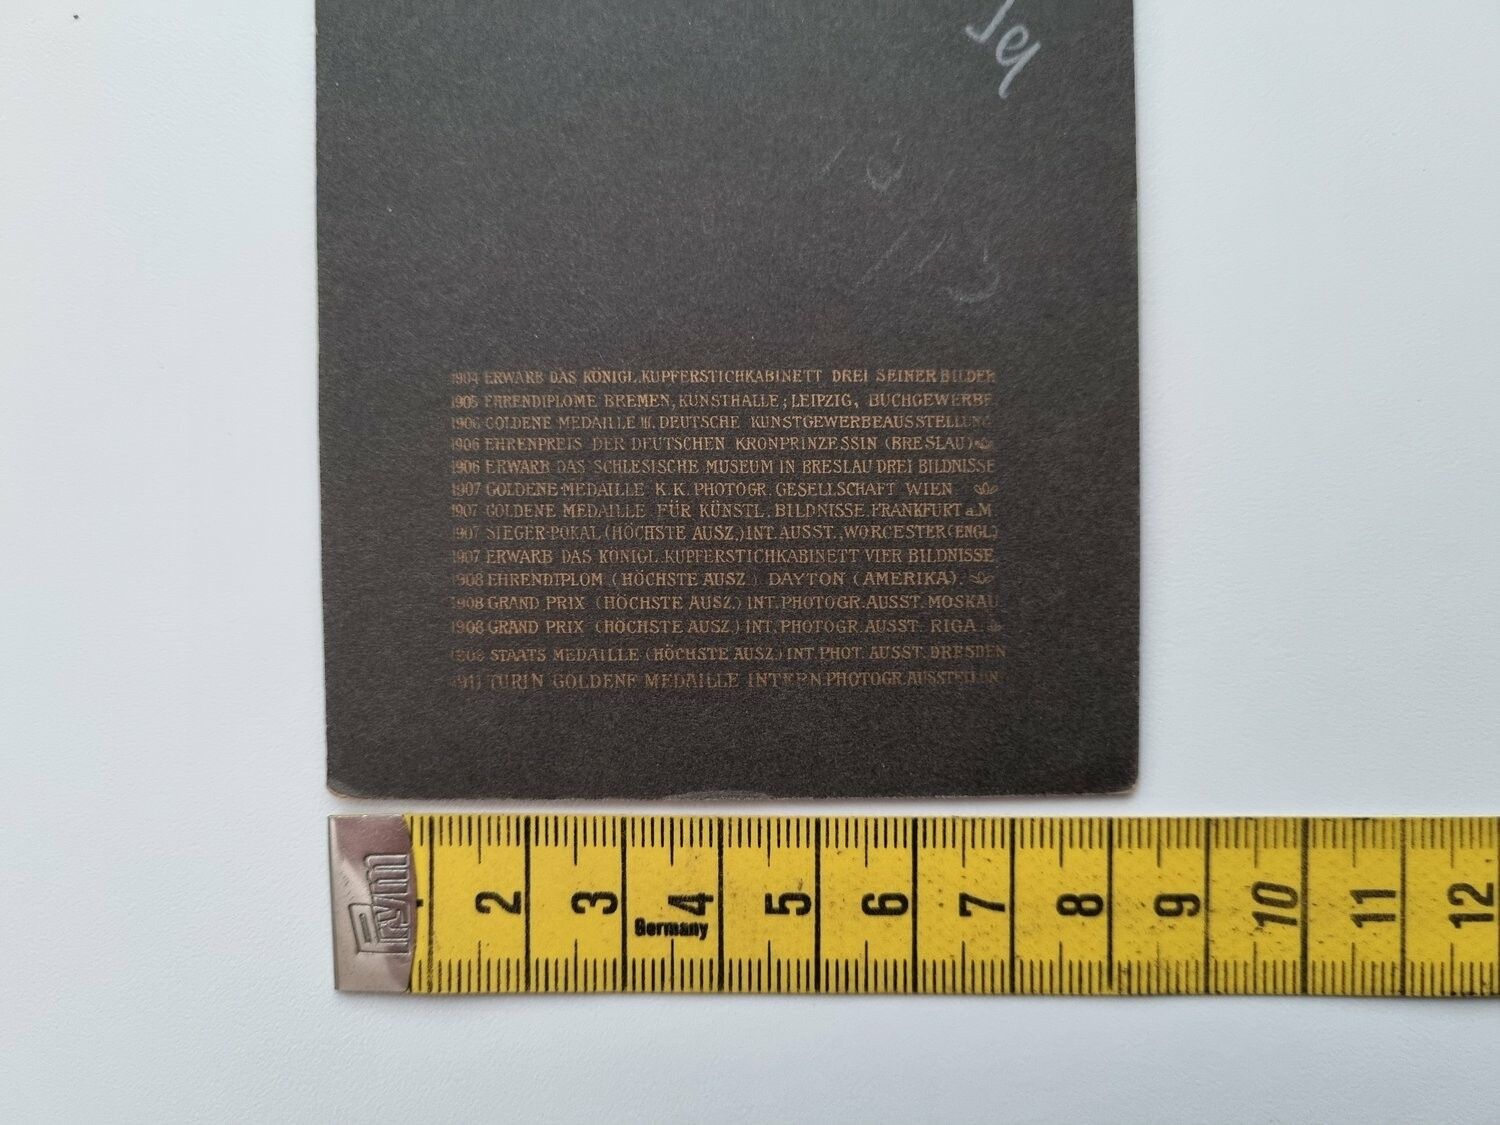 1904 ERWARB DAS KÖNIGL. KUPFERSTICHKABINETT DREI SEINER BILDER
1905 EHRENDIPLOME BREMEN, KUNSTHALLE; LEIPZIG, BUCHGEWERBE
1906 GOLDENE MEDAILLE III. DEUTSCHE KUNSTGEWERBEAUSSTELLUNG
1906 EHRENPREIS DER DEUTSCHEN KRONPRINZESSIN (BRESLAU)
1906 ERWARB DAS SCHLESISCHE MUSEUM IN BRESLAU DREI BILDNISSE
1907 GOLDENE MEDAILLE K. K. PHOTOGR. GESELLSCHAFT WIEN
1907 GOLDENE MEDAILLE FÜR KÜNSTL. BILDNISSE FRANKFURT a.M.
1907 SIEGER-POKAL (HÖCHSTE AUSZ.) INT. AUSST., WORCESTER (ENGL.)
1907 ERWARB DAS KÖNIGL. KUPFERSTICHKABINETT VIER BILDNISSE
1908 EHRENDIPLOM (HÖCHSTE AUSZ.) DAYTON (AMERIKA).
1908 GRAND PRIX (HÖCHSTE AUSZ.) INT. PHOTOGR. AUSST. MOSKAU
1908 GRAND PRIX (HÖCHSTE AUSZ.) INT. PHOTOGR. AUSST. RIGA
STAATS MEDAILLE (HÖCHSTE AUSZ.) INT. PHOT. AUSST. DRESDEN
1911 TURIN GOLDENE MEDAILLE INTERN. PHOTOGR. AUSSTELLUN
Prym 1 2 3 4 5 6 7 8 9 10 11 12
Germany